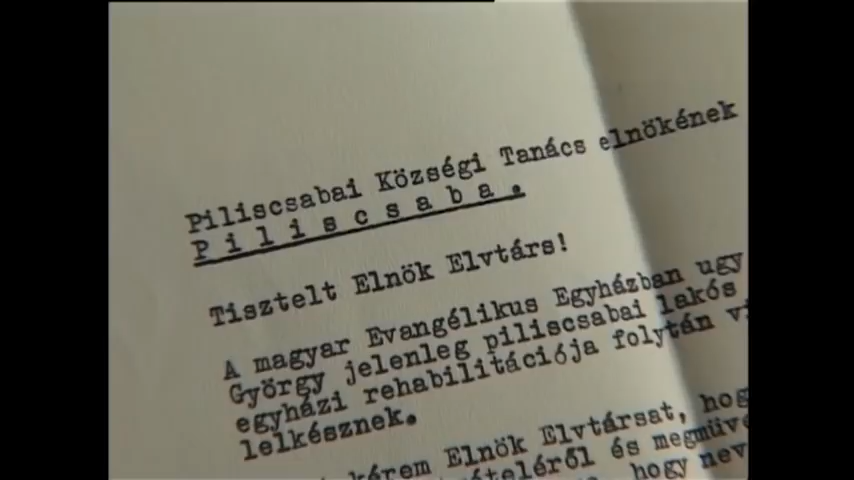 Piliscsabai Községi Tanács elnökének
P i l i s c s a b a .
Tisztelt Elnök Elvtárs!
A magyar Evangélikus Egyházban ugy
György jelenleg piliscsabai lakós
egyházi rehabilitációja folytán
lelkésznek.
kérem Elnök Elvtársat,
és
hogy